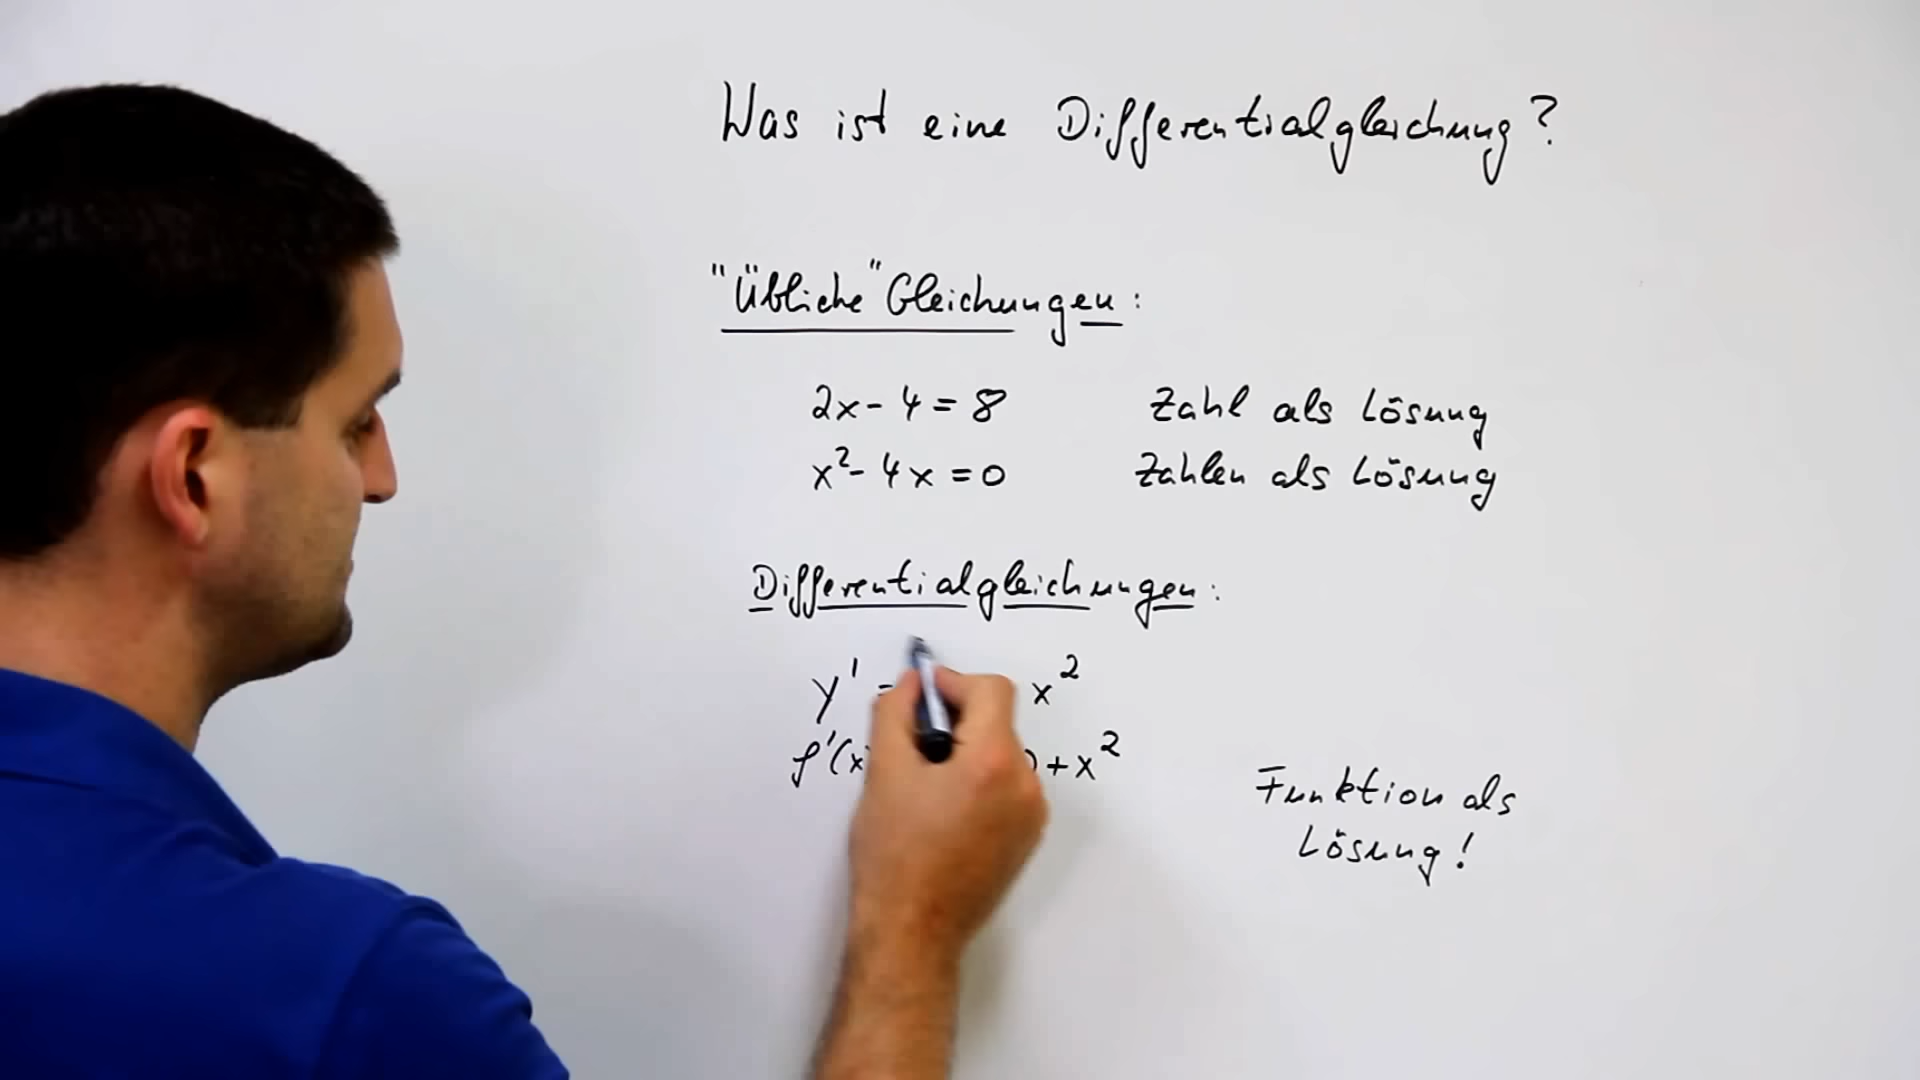 Was ist eine Differentialgleichung?
"Übliche" Gleichungen:
2x - 4 = 8 Zahl als Lösung
x² - 4x = 0 Zahlen als Lösung
Differentialgleichungen:
y' = x²
f'(x ) + x²
Funktion als
Lösung!